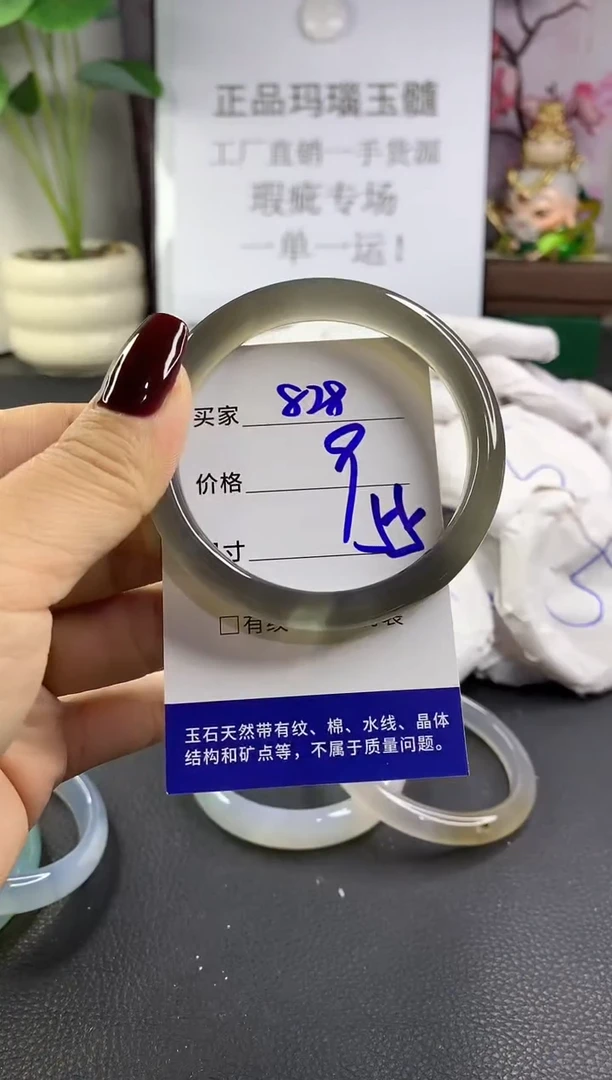 正品玛瑙玉髓
工厂直销一手货源
瑕疵专场
一单一运!
买家 828
价格 9
寸
□有纹
玉石天然带有纹、棉、水线、晶体
结构和矿点等，不属于质量问题。